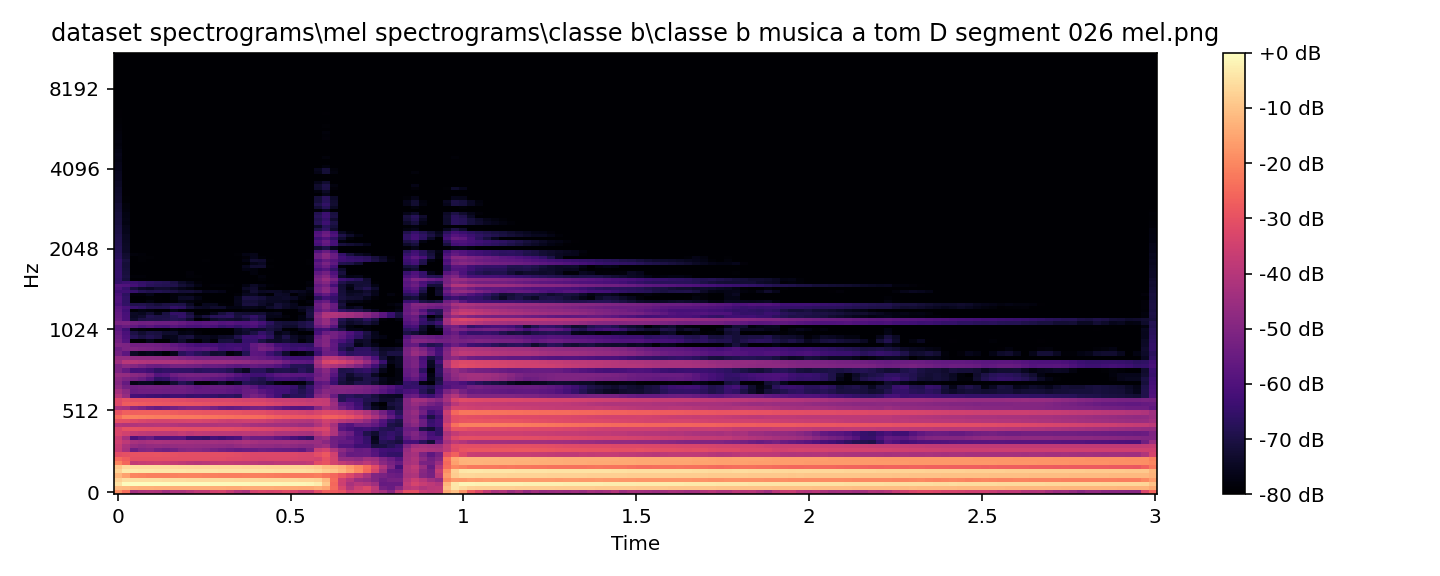 dataset spectrograms\mel spectrograms\classe b\classe b musica a tom D segment 026 mel.png
+0 dB
8192
-10 dB
4096
-20 dB
-30 dB
2048
Hz
-40 dB
1024
-50 dB
-60 dB
512
-70 dB
0
-80 dB
0 0.5 1 1.5 2 2.5 3
Time